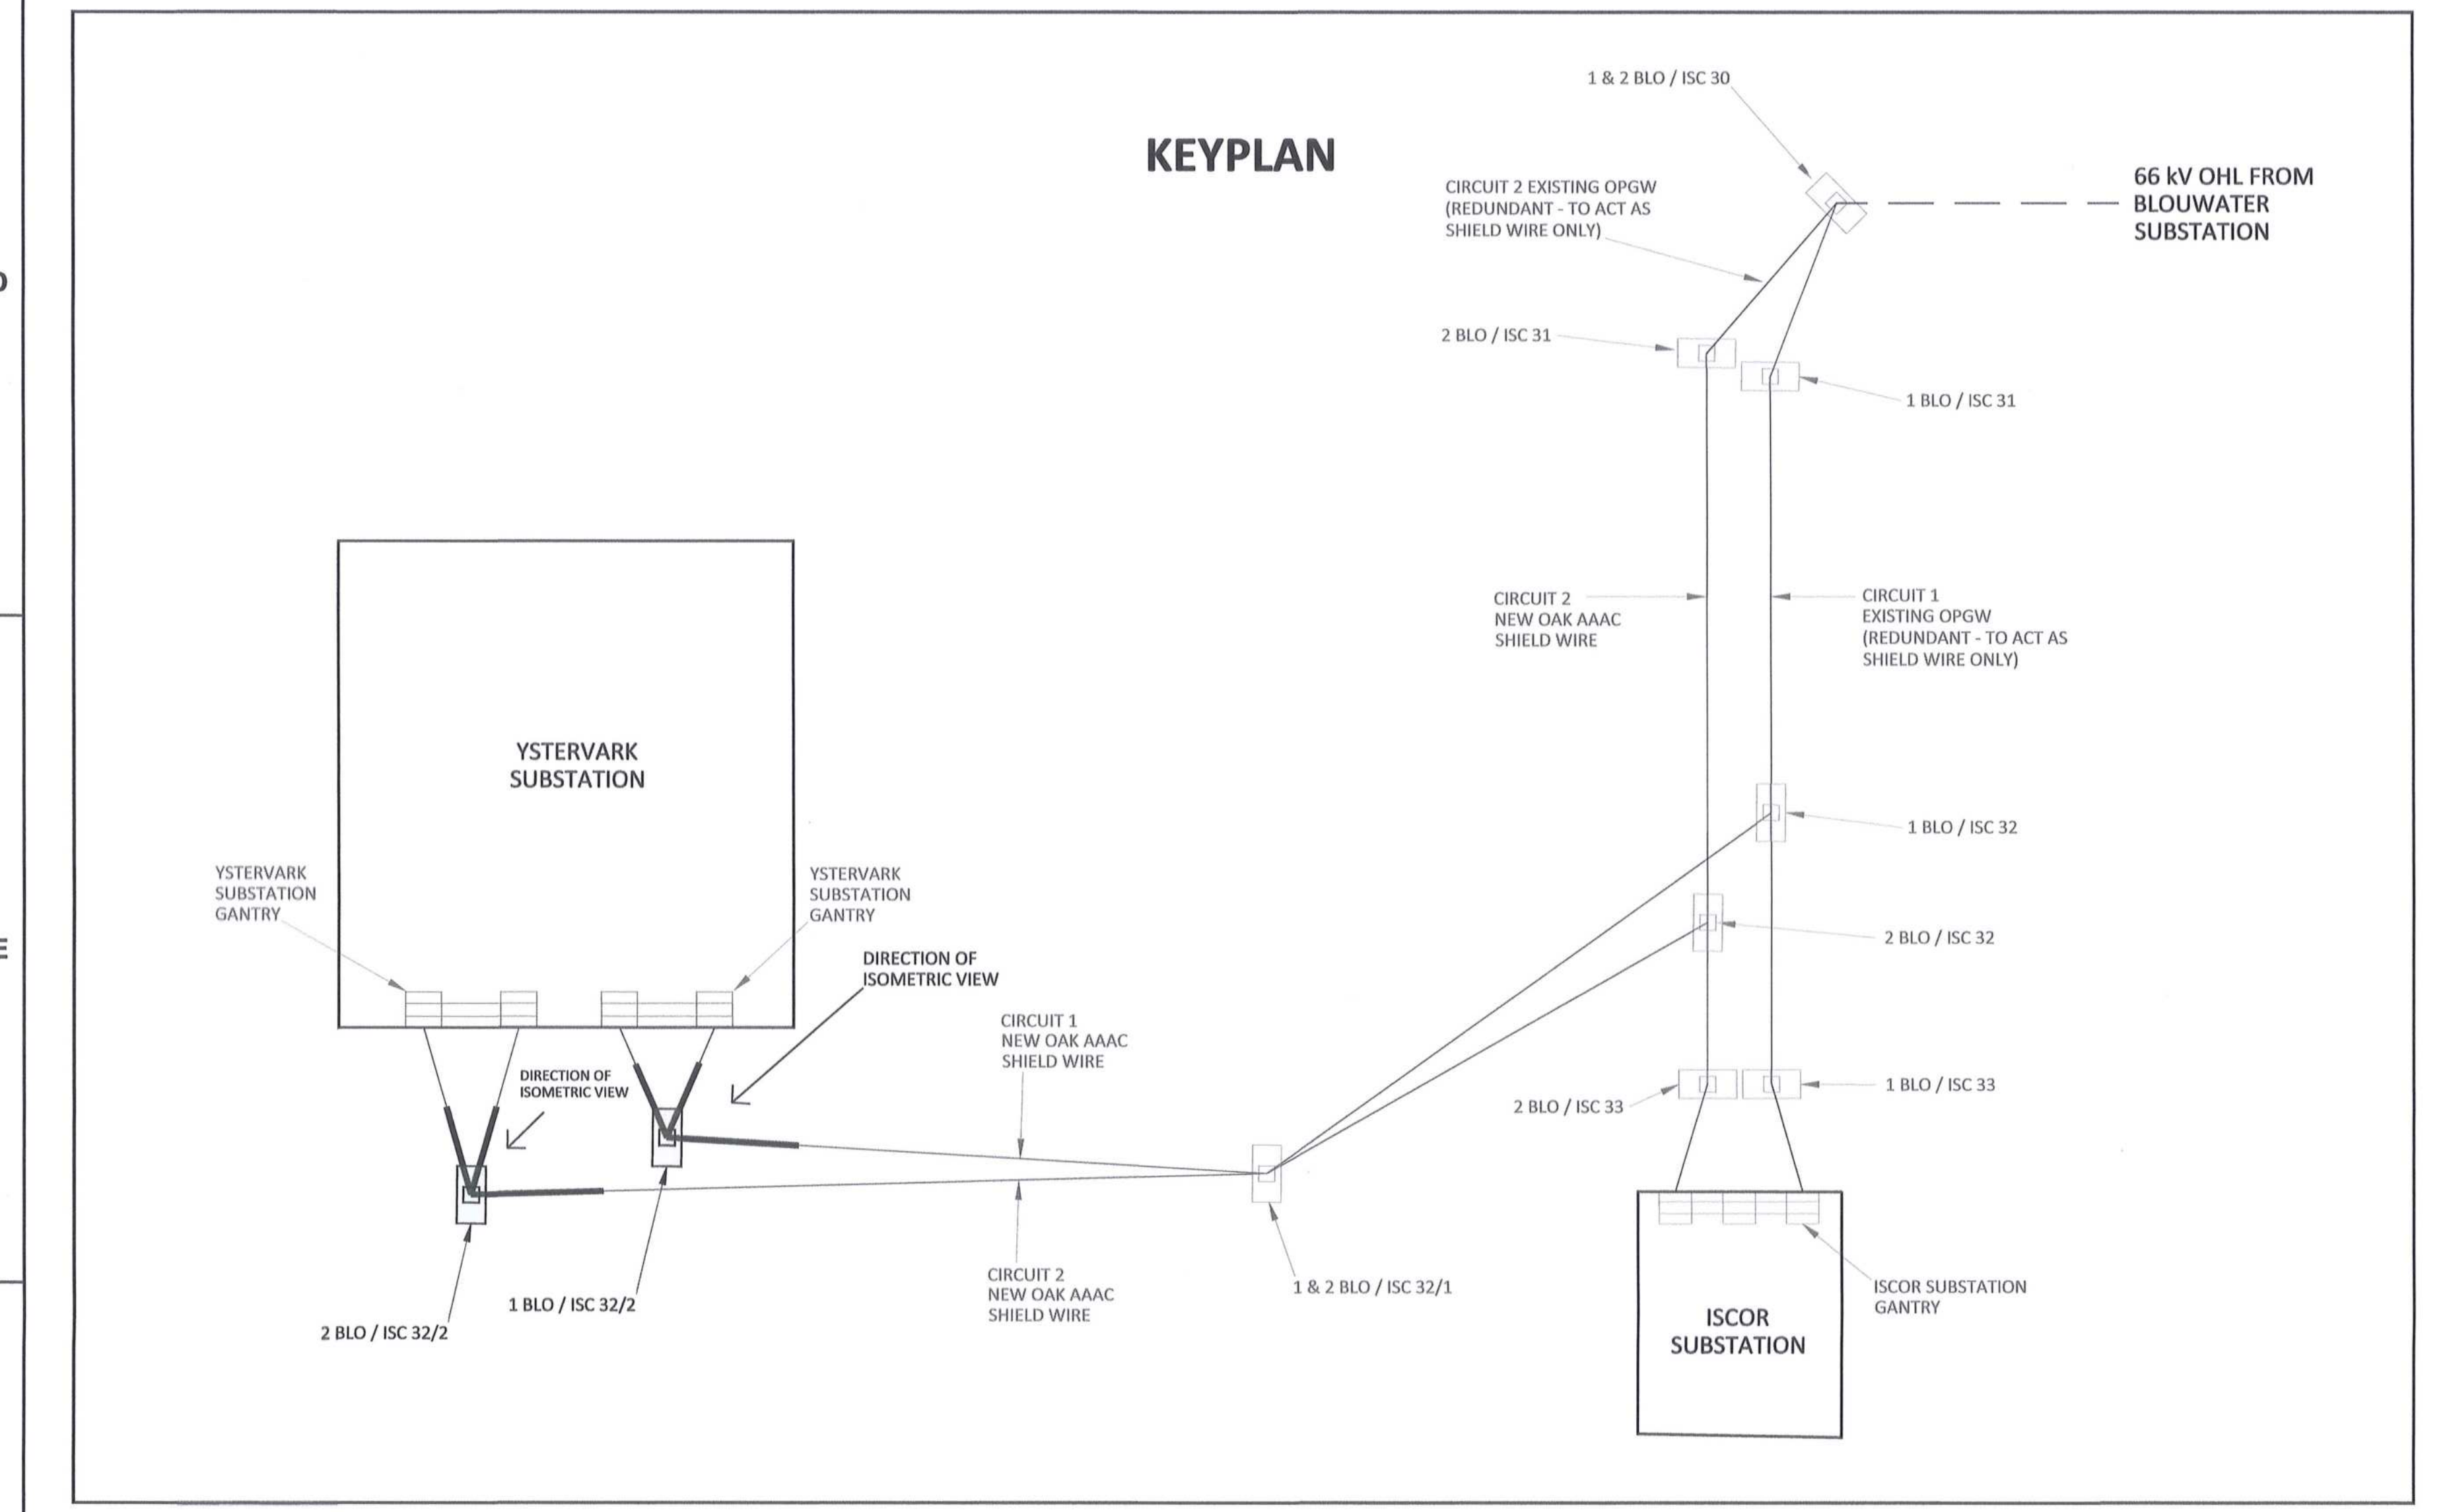 1 & 2 BLO / ISC 30
KEYPLAN
66 kV OHL FROM
BLOUWATER
SUBSTATION
CIRCUIT 2 EXISTING OPGW
(REDUNDANT - TO ACT AS
SHIELD WIRE ONLY)
2 BLO / ISC 31
1 BLO / ISC 31
CIRCUIT 2
NEW OAK AAAC
SHIELD WIRE
CIRCUIT 1
EXISTING OPGW
(REDUNDANT - TO ACT AS
SHIELD WIRE ONLY)
YSTERVARK
SUBSTATION
1 BLO / ISC 32
YSTERVARK
SUBSTATION
GANTRY
YSTERVARK
SUBSTATION
GANTRY
2 BLO / ISC 32
DIRECTION OF
ISOMETRIC VIEW
CIRCUIT 1
NEW OAK AAAC
SHIELD WIRE
DIRECTION OF
ISOMETRIC VIEW
1 BLO / ISC 33
2 BLO / ISC 33
CIRCUIT 2
NEW OAK AAAC
SHIELD WIRE
1 & 2 BLO / ISC 32/1
ISCOR SUBSTATION
GANTRY
1 BLO / ISC 32/2
2 BLO / ISC 32/2
ISCOR
SUBSTATION